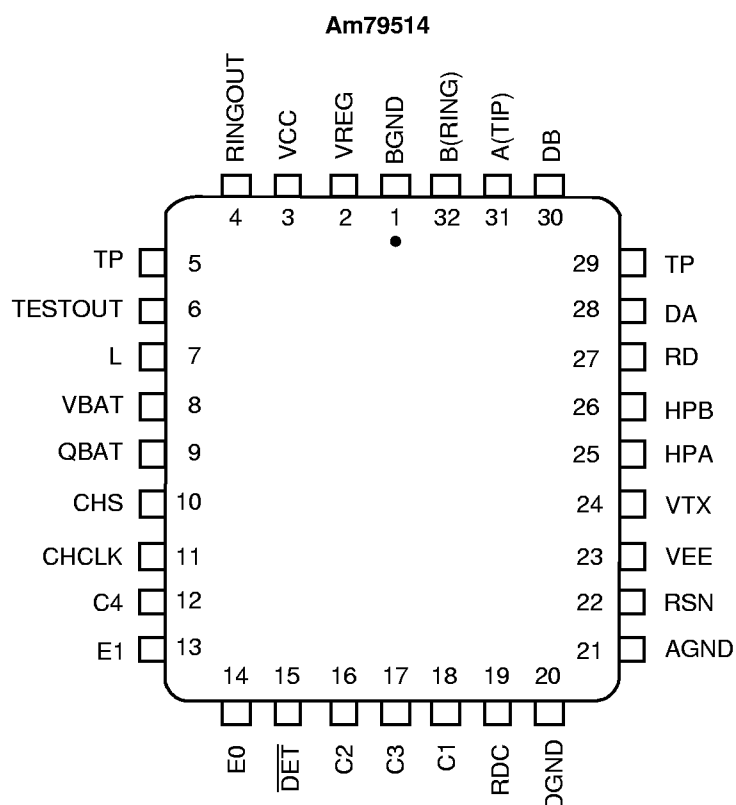 Am79514
RINGOUT
VCC
VREG
BGND
B(RING)
A(TIP)
DB
4 3 2 1 32 31 30
TP 5 29 TP
TESTOUT 6 28 DA
L 7 27 RD
VBAT 8 26 HPB
QBAT 9 25 HPA
CHS 10 24 VTX
CHCLK 11 23 VEE
C4 12 22 RSN
E1 13 21 AGND
14 15 16 17 18 19 20
E0
DET
C2
C3
C1
RDC
DGND